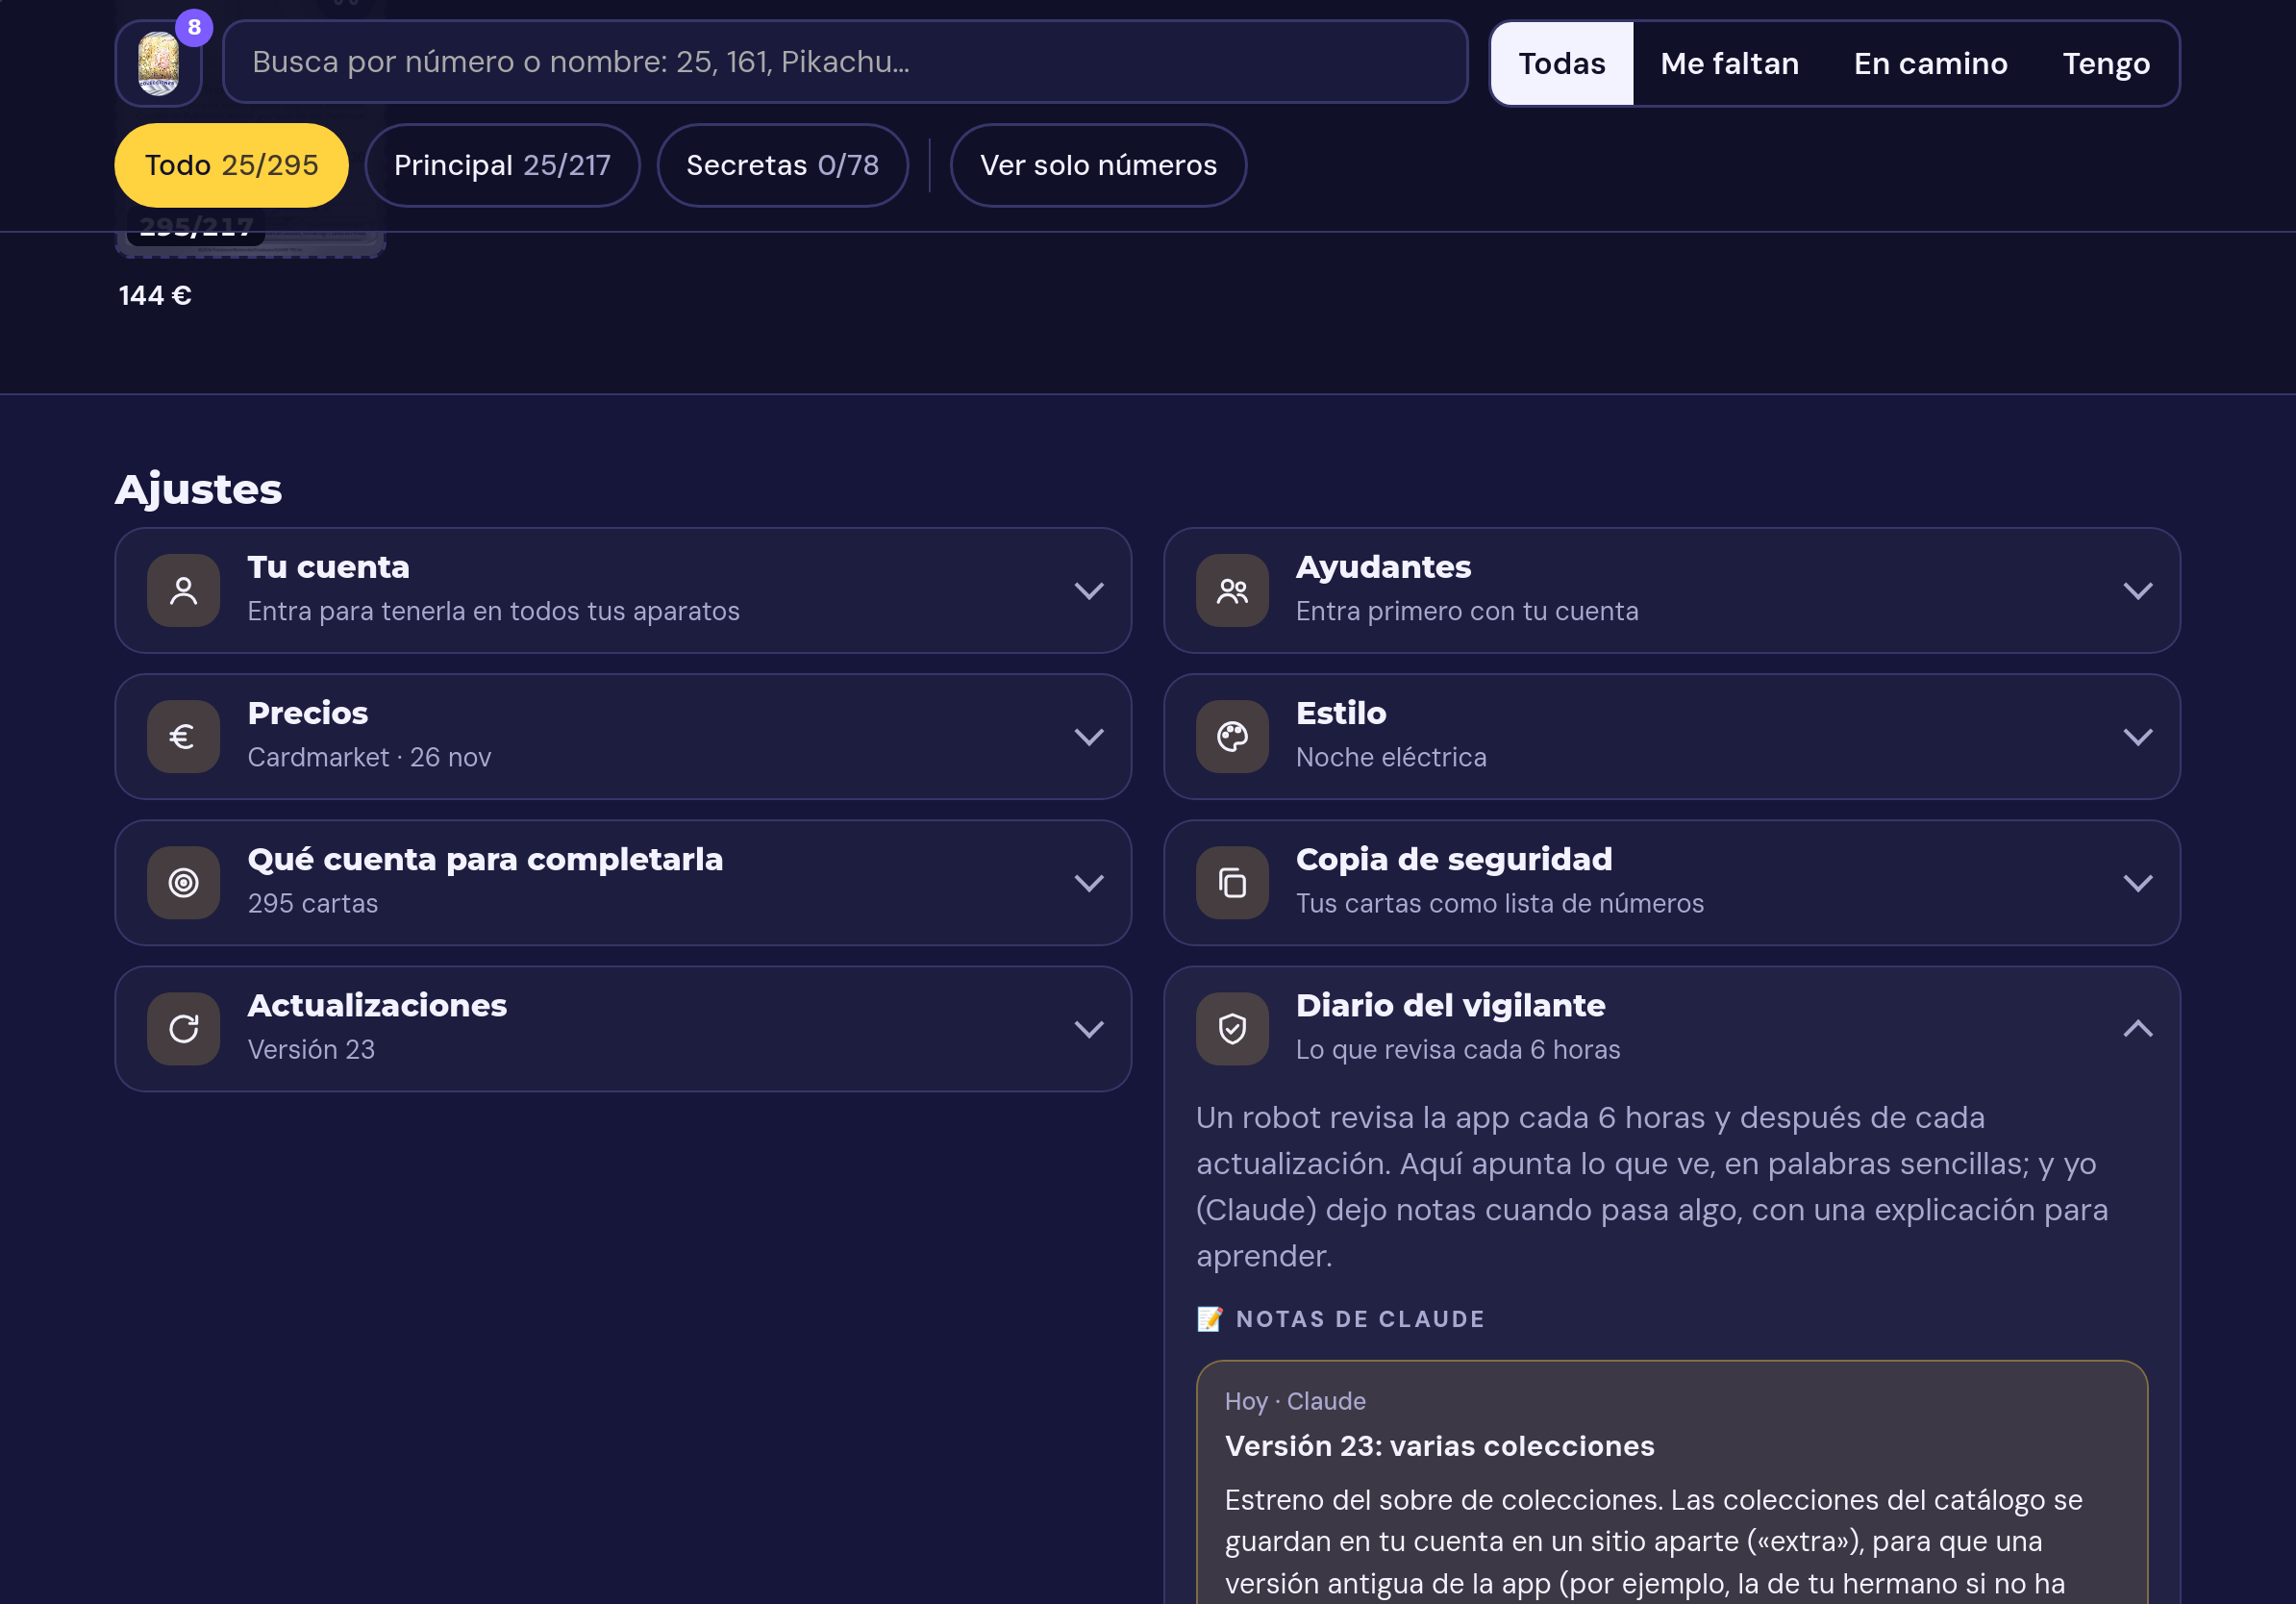 8
Busca por número o nombre: 25, 161, Pikachu...
Todas
Me faltan
En camino
Tengo
Todo 25/295
Principal 25/217
Secretas 0/78
Ver solo números
295/217
144 €
Ajustes
Tu cuenta
Entra para tenerla en todos tus aparatos
Ayudantes
Entra primero con tu cuenta
Precios
Cardmarket · 26 nov
Estilo
Noche eléctrica
Qué cuenta para completarla
295 cartas
Copia de seguridad
Tus cartas como lista de números
Actualizaciones
Versión 23
Diario del vigilante
Lo que revisa cada 6 horas
Un robot revisa la app cada 6 horas y después de cada
actualización. Aquí apunta lo que ve, en palabras sencillas; y yo
(Claude) dejo notas cuando pasa algo, con una explicación para
aprender.
📝 NOTAS DE CLAUDE
Hoy · Claude
Versión 23: varias colecciones
Estreno del sobre de colecciones. Las colecciones del catálogo se
guardan en tu cuenta en un sitio aparte («extra»), para que una
versión antigua de la app (por ejemplo, la de tu hermano si no ha